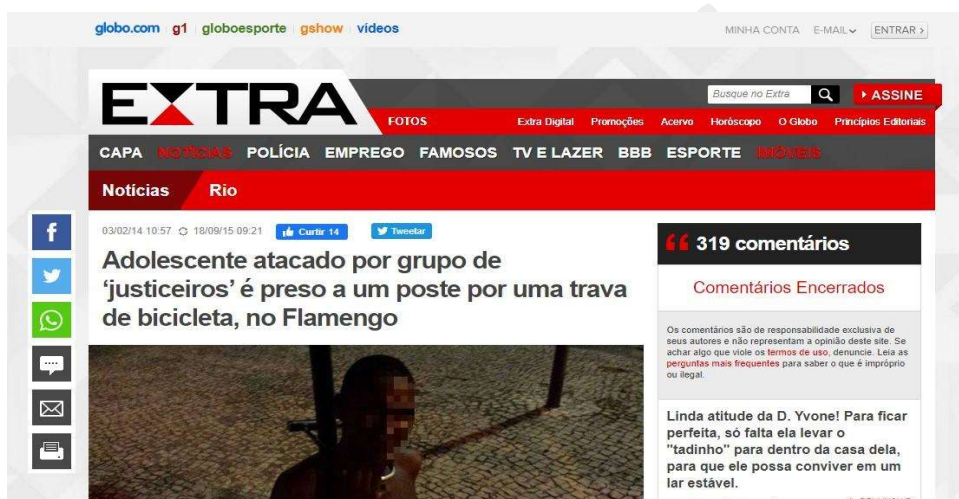 globo.com g1 globoesporte gshow vídeos
MINHA CONTA E-MAIL ENTRAR >
EXTRA
Busque no Extra
ASSINE
FOTOS
Extra Digital Promoções Acervo Horóscopo O Globo Princípios Editoriais
CAPA NOTÍCIAS POLÍCIA EMPREGO FAMOSOS TV E LAZER BBB ESPORTE IMÓVEIS
Notícias Rio
03/02/14 10:57 18/09/15 09:21 Curtir 14 Tweetar
Adolescente atacado por grupo de
‘justiceiros’ é preso a um poste por uma trava
de bicicleta, no Flamengo
319 comentários
Comentários Encerrados
Os comentários são de responsabilidade exclusiva de
seus autores e não representam a opinião deste site. Se
achar algo que viole os termos de uso, denuncie. Leia as
perguntas mais frequentes para saber o que é impróprio
ou ilegal.
Linda atitude da D. Yvone! Para ficar
perfeita, só falta ela levar o
"tadinho" para dentro da casa dela,
para que ele possa conviver em um
lar estável.